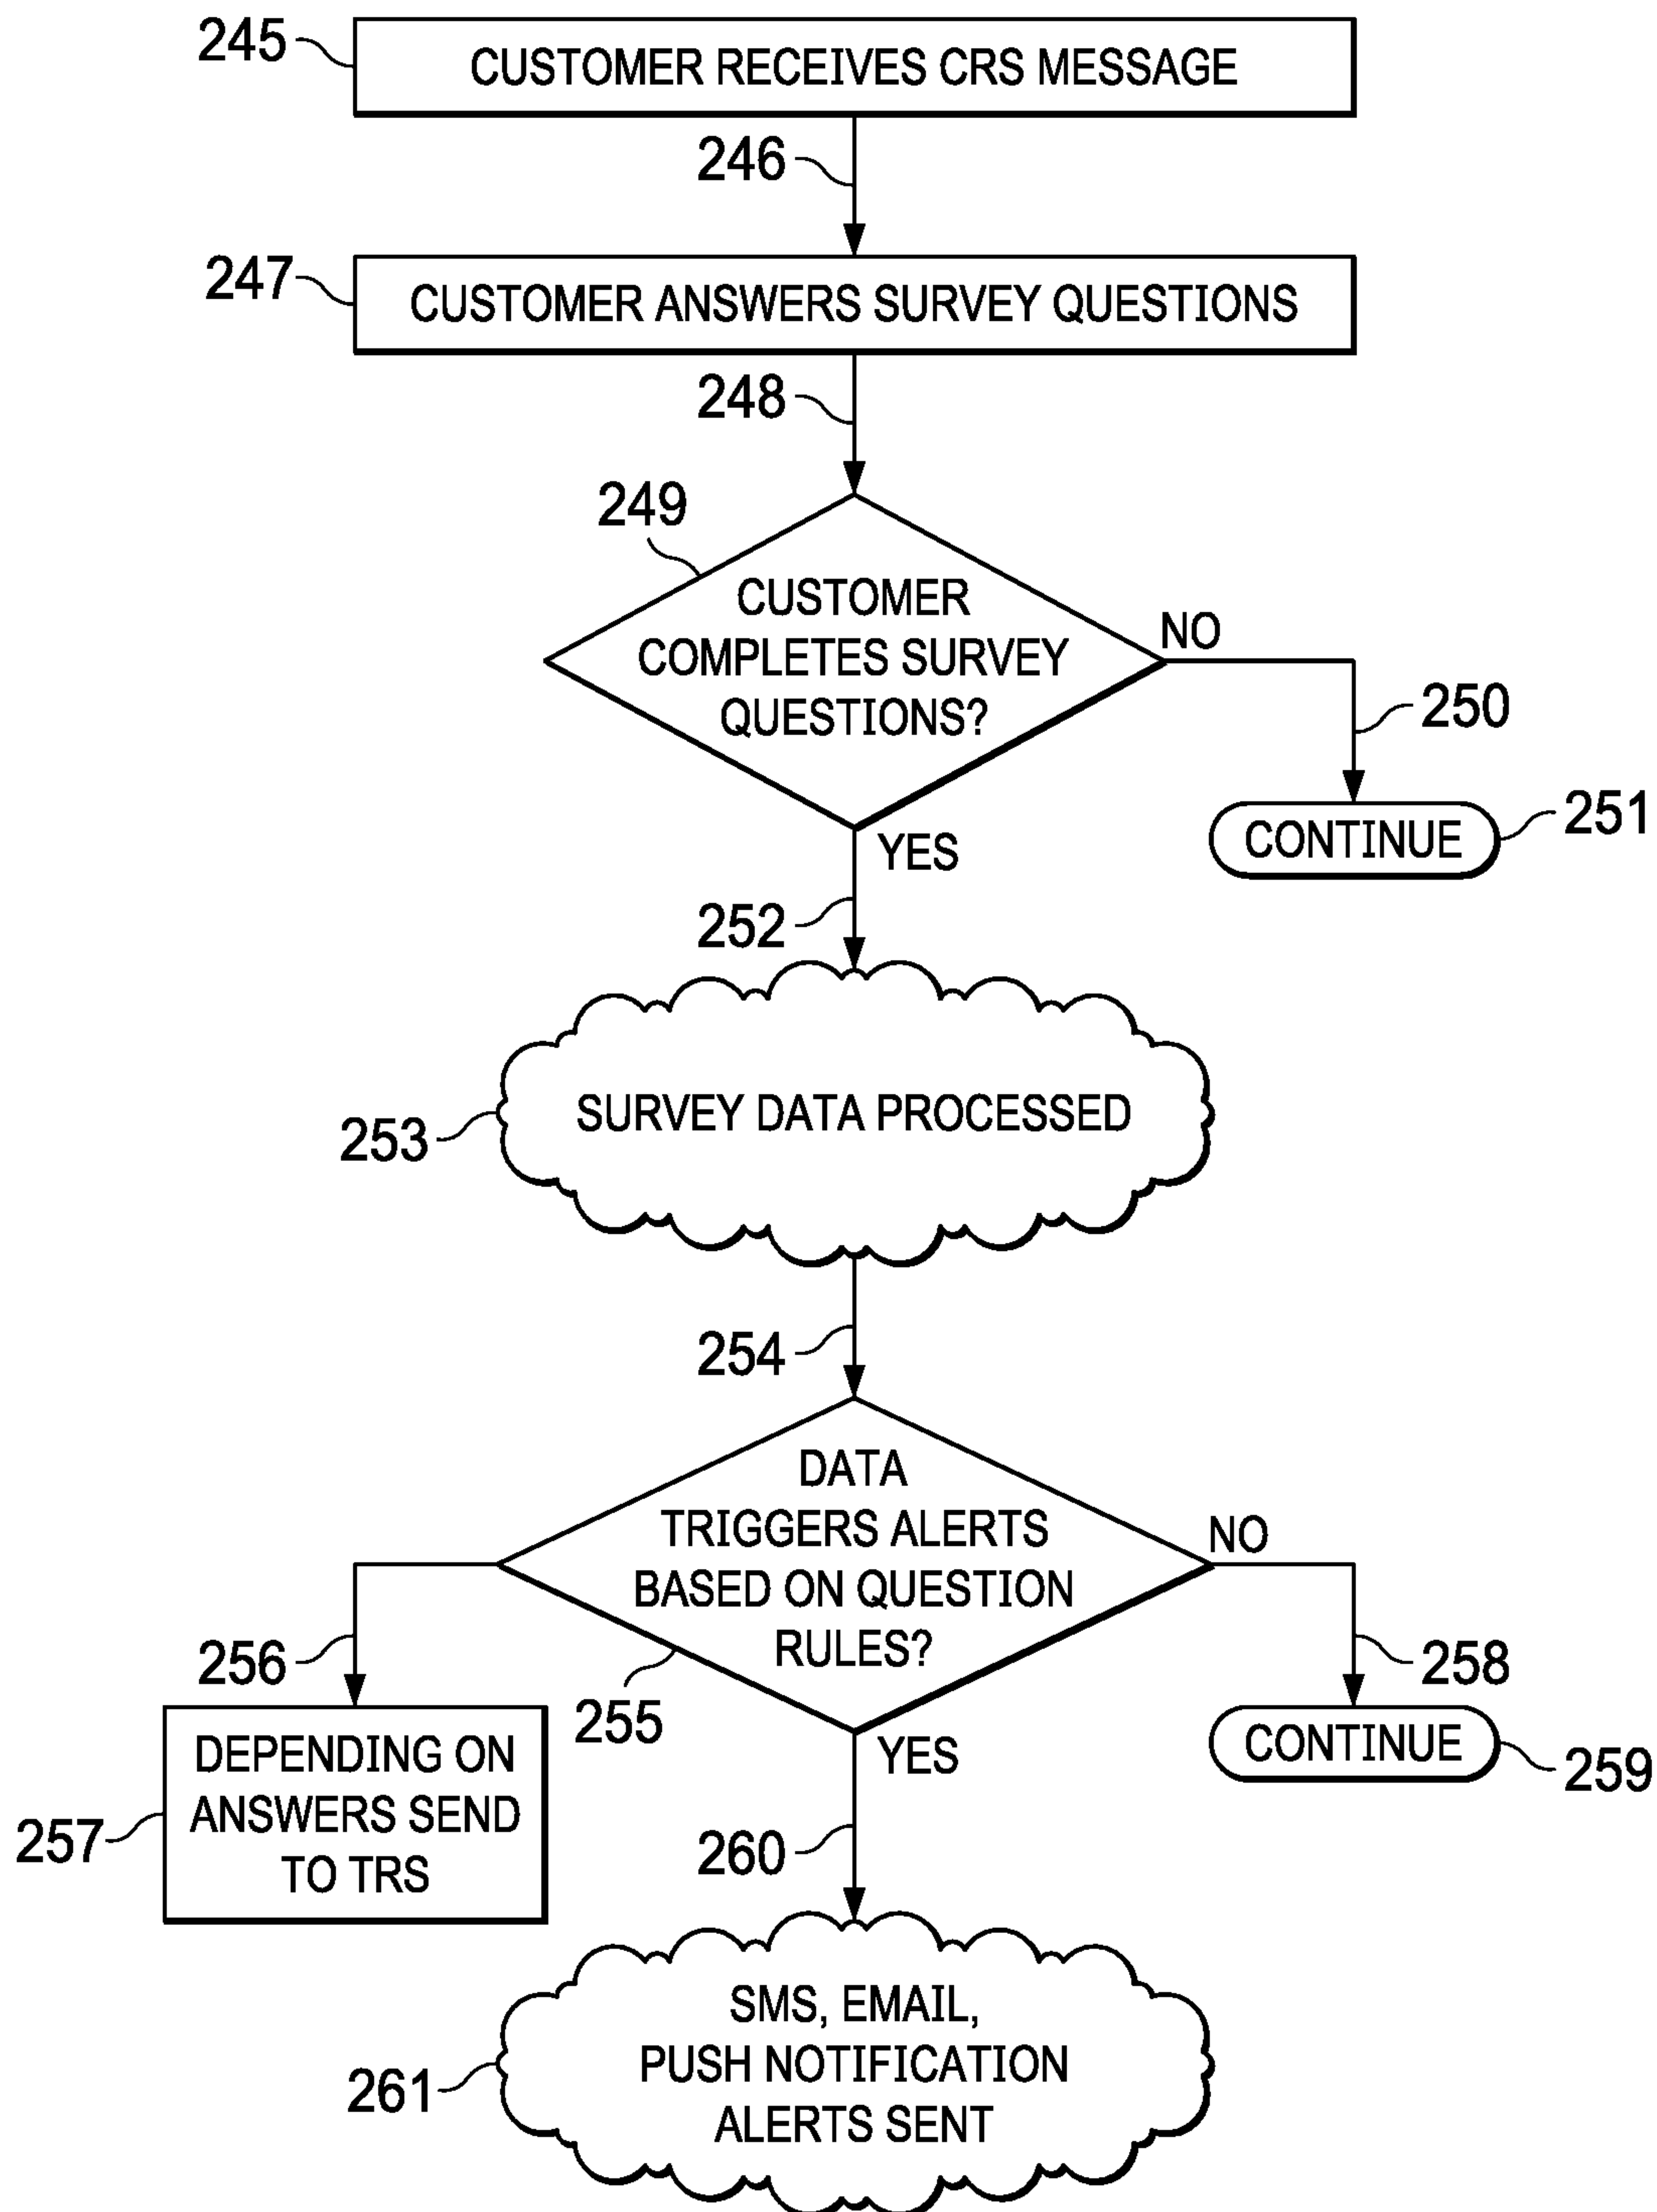 245
CUSTOMER RECEIVES CRS MESSAGE
246
247
CUSTOMER ANSWERS SURVEY QUESTIONS
248
249
CUSTOMER
COMPLETES SURVEY
QUESTIONS?
NO
250
251
CONTINUE
YES
252
253
SURVEY DATA PROCESSED
254
DATA
TRIGGERS ALERTS
BASED ON QUESTION
RULES?
NO
256
255
258
YES
DEPENDING ON
ANSWERS SEND
TO TRS
257
CONTINUE
259
260
SMS, EMAIL,
PUSH NOTIFICATION
ALERTS SENT
261